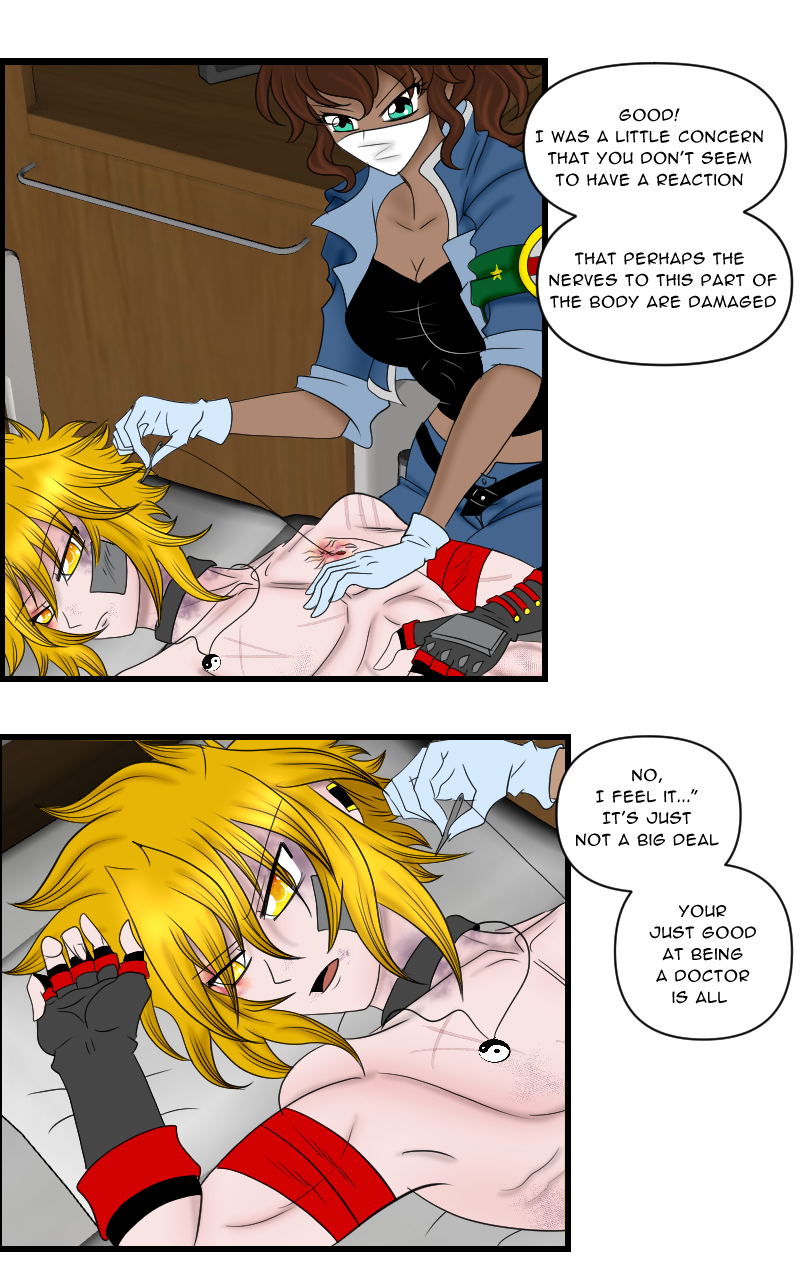 GOOD!
I WAS A LITTLE CONCERN
THAT YOU DON'T SEEM
TO HAVE A REACTION
THAT PERHAPS THE
NERVES TO THIS PART OF
THE BODY ARE DAMAGED
NO,
I FEEL IT..."
IT'S JUST
NOT A BIG DEAL
YOUR
JUST GOOD
AT BEING
A DOCTOR
IS ALL